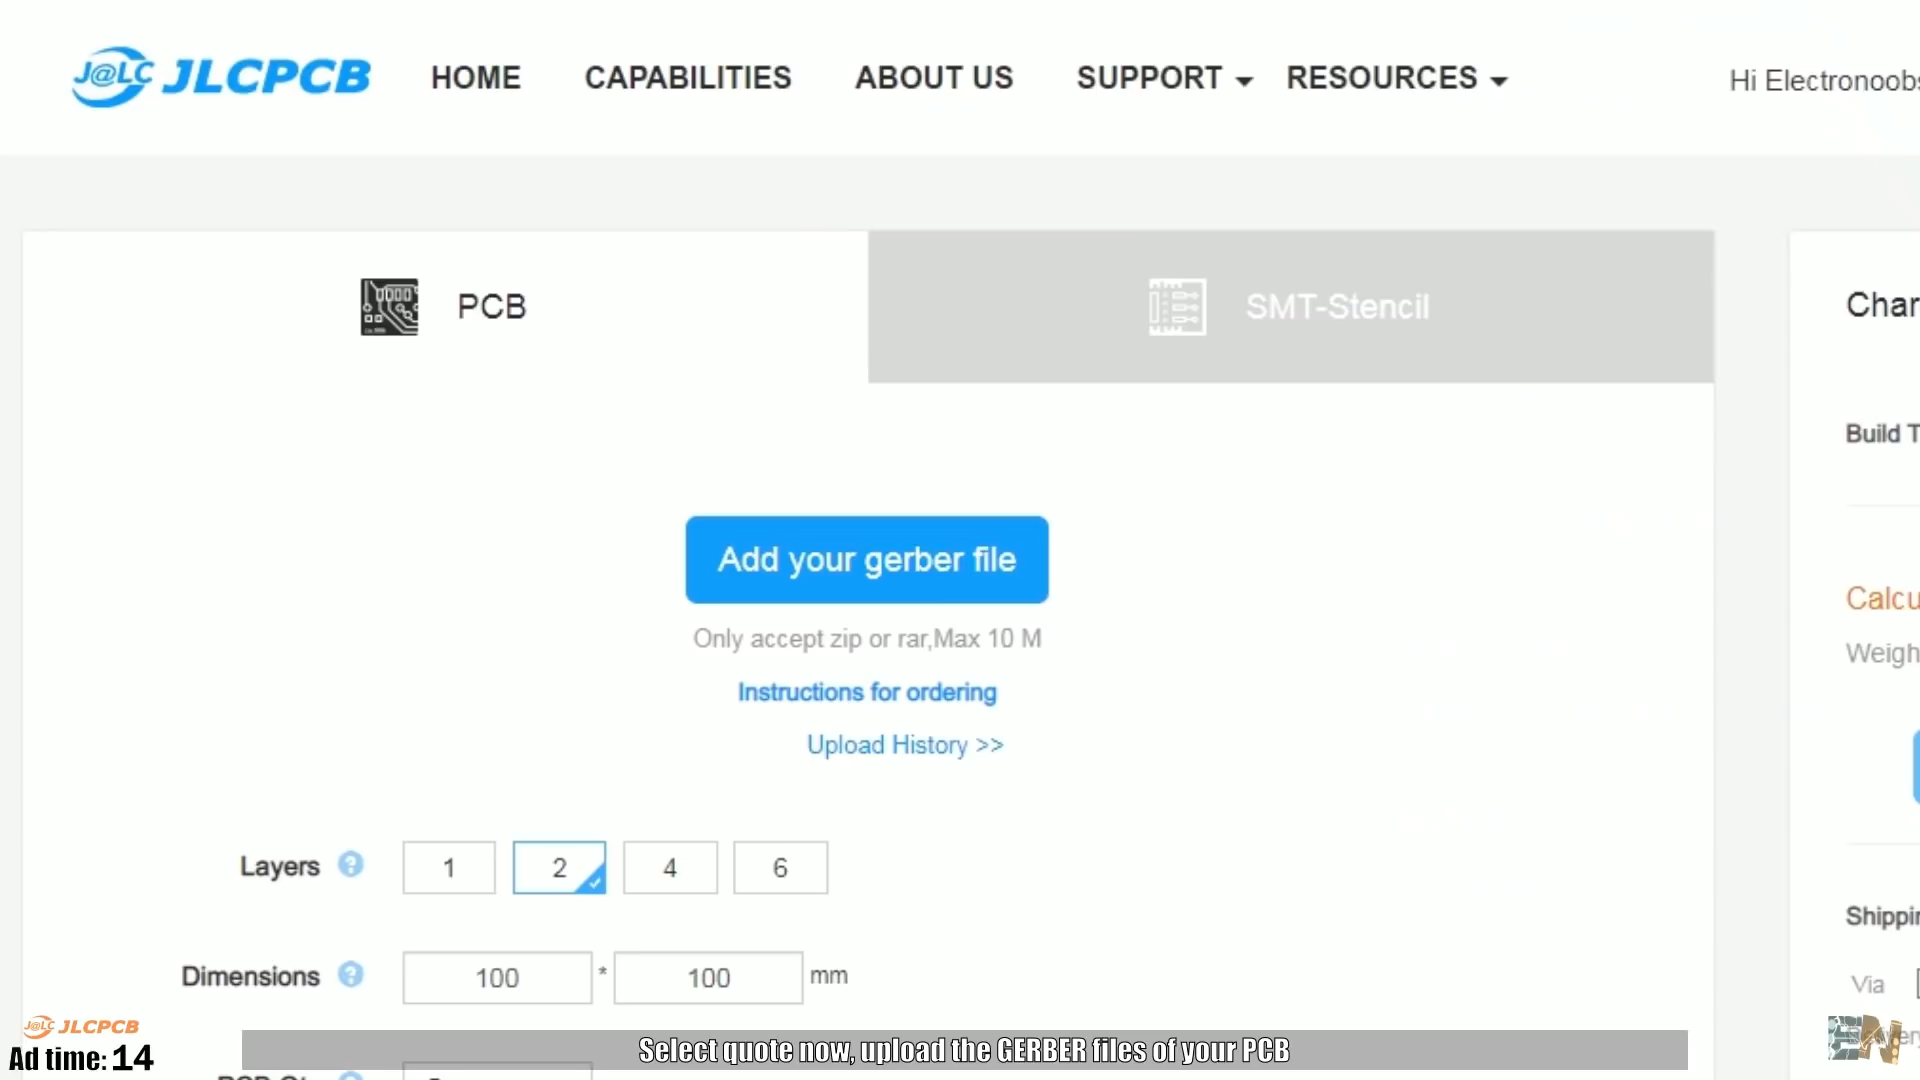 J@LC JLCPCB
HOME
CAPABILITIES
ABOUT US
SUPPORT
RESOURCES
Hi Electronoobs
PCB
SMT-Stencil
Char
Build T
Add your gerber file
Only accept zip or rar,Max 10 M
Instructions for ordering
Upload History >>
Calcu
Weigh
Layers ? 1 2 4 6
Shippin
Dimensions ? 100 * 100 mm
Via
J@LC JLCPCB
Ad time: 14
Select quote now, upload the GERBER files of your PCB
EN